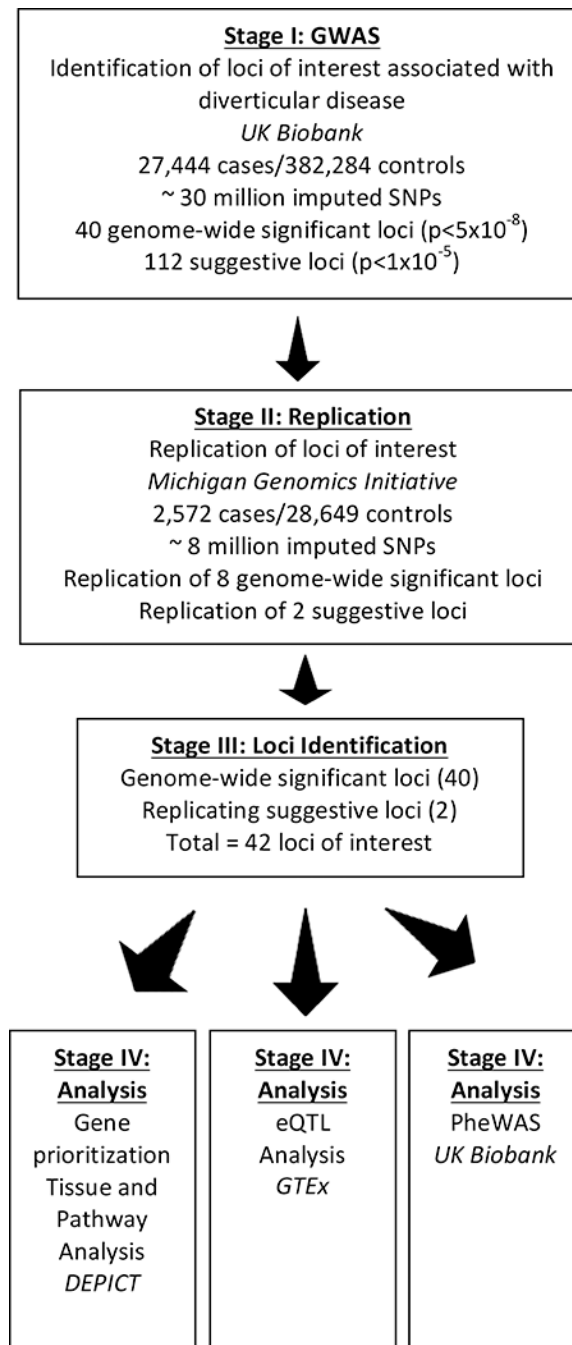 Stage I: GWAS
Identification of loci of interest associated with
diverticular disease
UK Biobank
27,444 cases/382,284 controls
~ 30 million imputed SNPs
40 genome-wide significant loci (p<5x10⁻⁸)
112 suggestive loci (p<1x10⁻⁵)
Stage II: Replication
Replication of loci of interest
Michigan Genomics Initiative
2,572 cases/28,649 controls
~ 8 million imputed SNPs
Replication of 8 genome-wide significant loci
Replication of 2 suggestive loci
Stage III: Loci Identification
Genome-wide significant loci (40)
Replicating suggestive loci (2)
Total = 42 loci of interest
Stage IV:
Analysis
Gene
prioritization
Tissue and
Pathway
Analysis
DEPICT
Stage IV:
Analysis
eQTL
Analysis
GTEx
Stage IV:
Analysis
PheWAS
UK Biobank